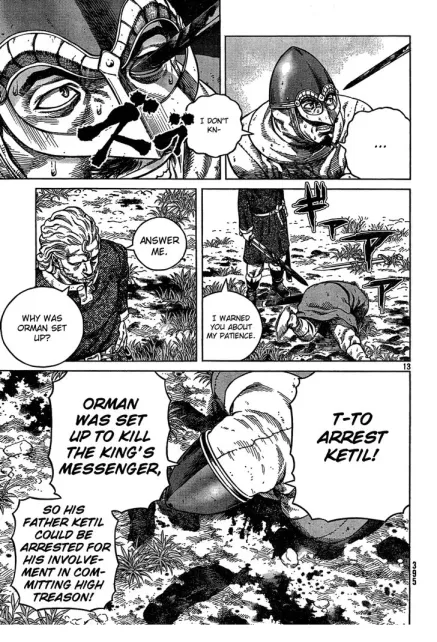 I DON'T
KN-
...
ズッ
ANSWER
ME.
WHY WAS
ORMAN SET
UP?
I WARNED
YOU ABOUT
MY PATIENCE.
13
ORMAN
WAS SET
UP TO KILL
THE KING'S
MESSENGER,
T-TO
ARREST
KETIL!
SO HIS
FATHER KETIL
COULD BE
ARRESTED FOR
HIS INVOLVE-
MENT IN COM-
MITTING HIGH
TREASON!
395